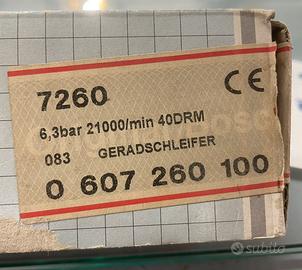 7260
CE
6,3bar 21000/min 40DRM
083 GERADSCHLEIFER
0 607 260 100
subito